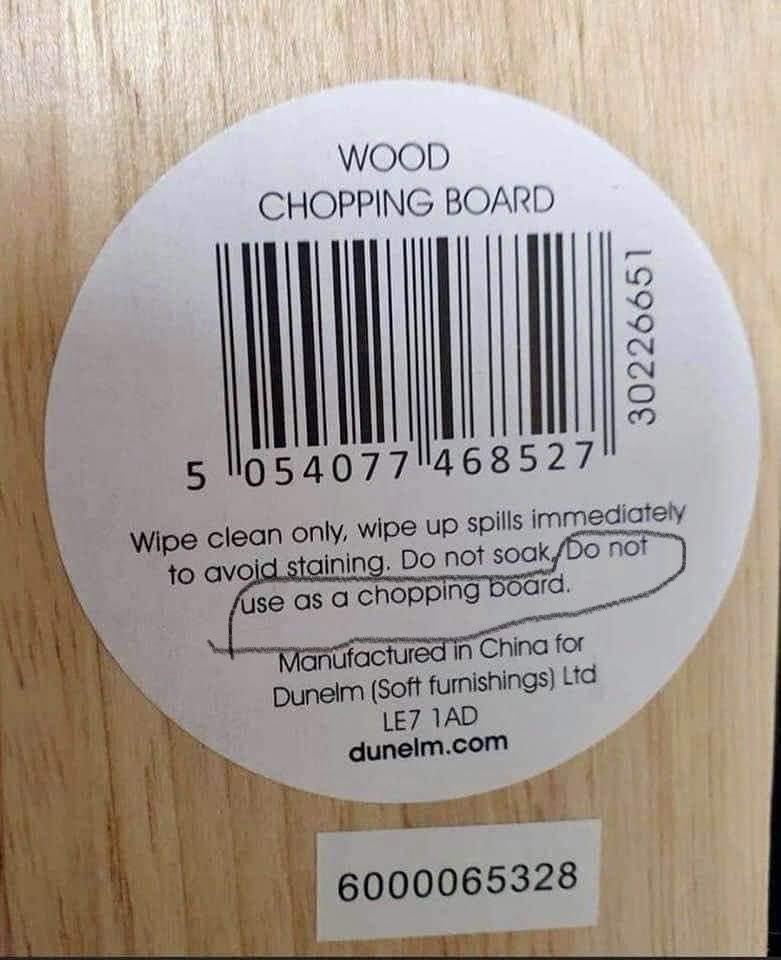 WOOD
CHOPPING BOARD
30226651
5 054077 468527
Wipe clean only, wipe up spills immediately
to avoid staining. Do not soak. Do not
use as a chopping board.
Manufactured in China for
Dunelm (Soft furnishings) Ltd
LE7 1AD
dunelm.com
6000065328